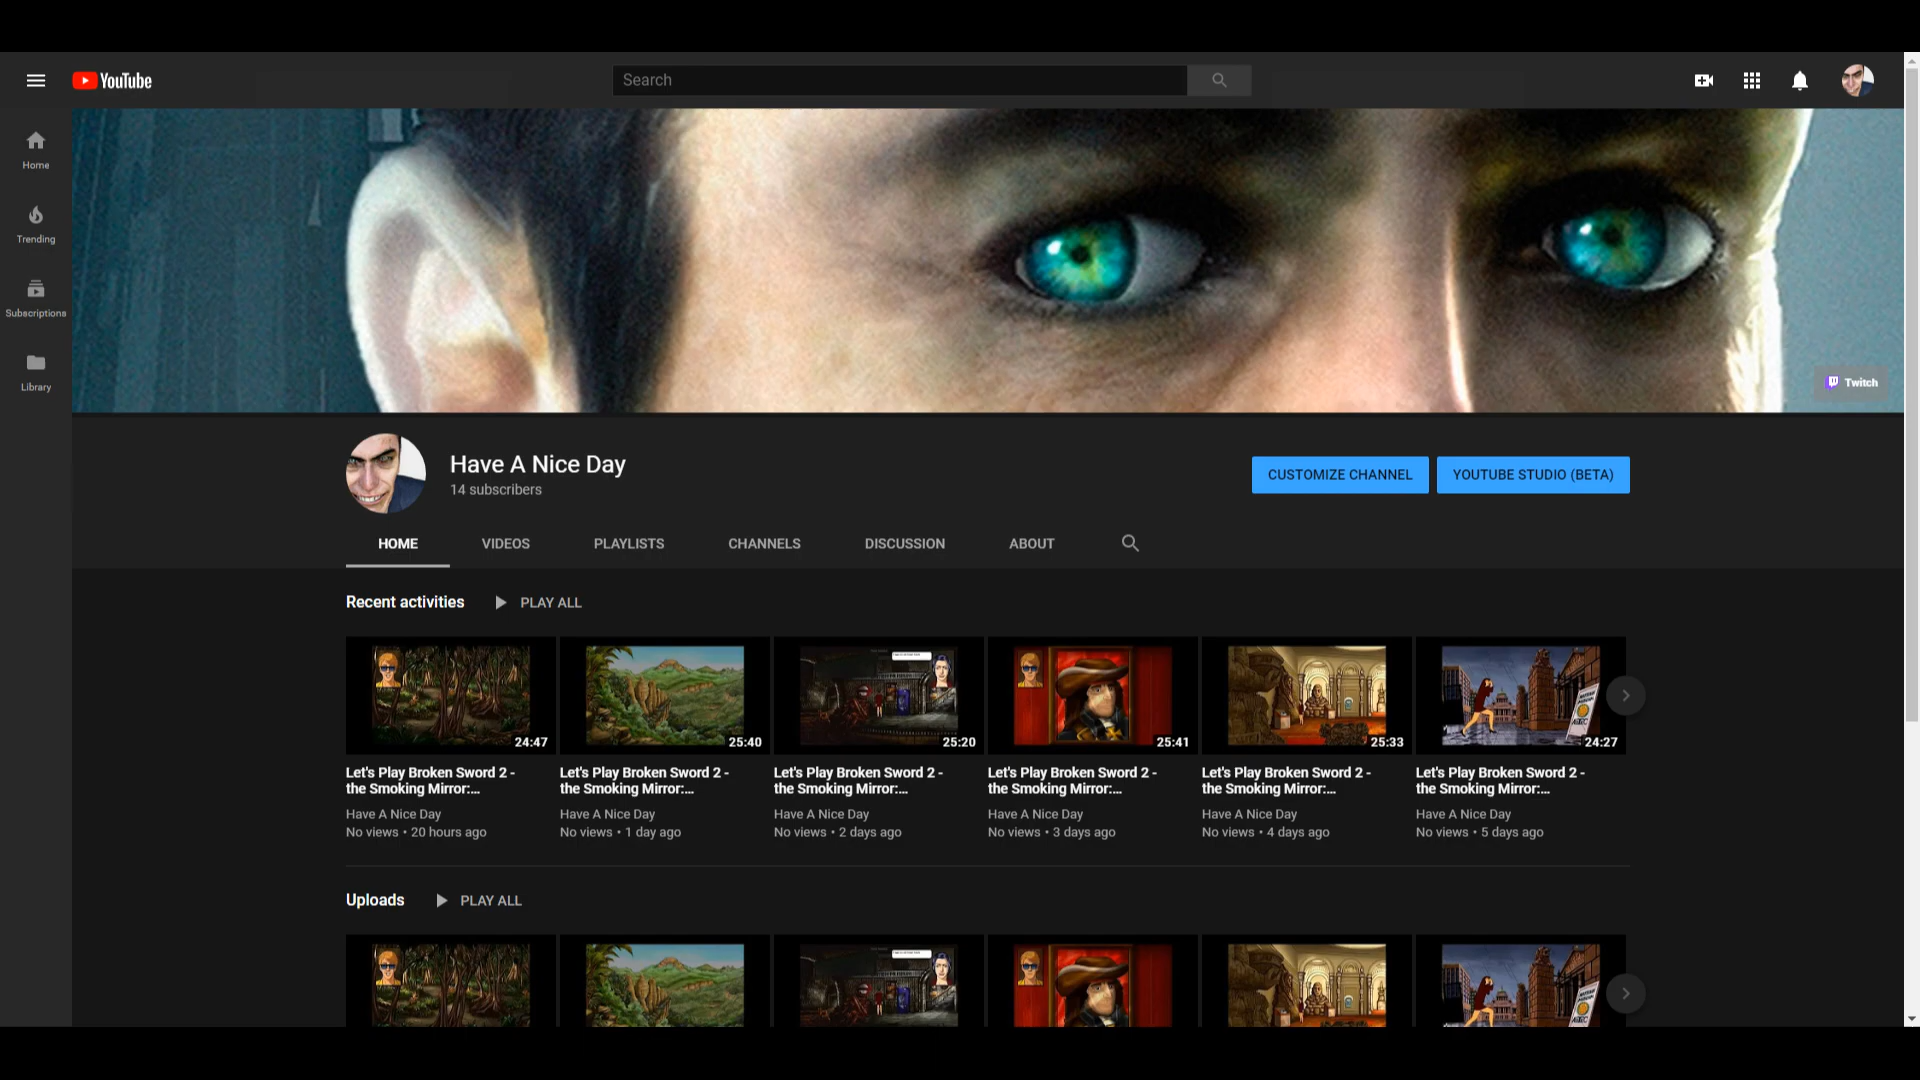 YouTube
Search
Home
Trending
Subscriptions
Library
Twitch
Have A Nice Day
14 subscribers
CUSTOMIZE CHANNEL
YOUTUBE STUDIO (BETA)
HOME
VIDEOS
PLAYLISTS
CHANNELS
DISCUSSION
ABOUT
Recent activities
PLAY ALL
24:47
25:40
25:20
25:41
25:33
24:27
Let's Play Broken Sword 2 -
the Smoking Mirror:...
Have A Nice Day
No views • 20 hours ago
Let's Play Broken Sword 2 -
the Smoking Mirror:...
Have A Nice Day
No views • 1 day ago
Let's Play Broken Sword 2 -
the Smoking Mirror:...
Have A Nice Day
No views • 2 days ago
Let's Play Broken Sword 2 -
the Smoking Mirror:...
Have A Nice Day
No views • 3 days ago
Let's Play Broken Sword 2 -
the Smoking Mirror:...
Have A Nice Day
No views • 4 days ago
Let's Play Broken Sword 2 -
the Smoking Mirror:...
Have A Nice Day
No views • 5 days ago
Uploads
PLAY ALL